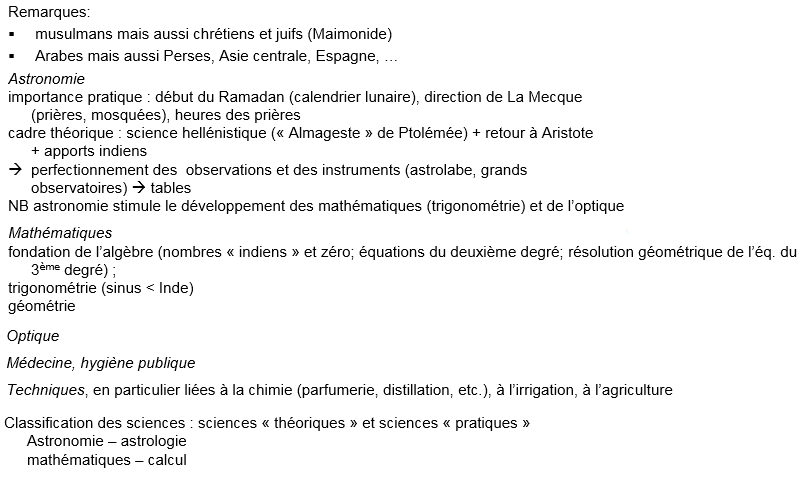 Remarques:
▪ musulmans mais aussi chrétiens et juifs (Maimonide)
▪ Arabes mais aussi Perses, Asie centrale, Espagne, …
Astronomie
importance pratique : début du Ramadan (calendrier lunaire), direction de La Mecque
(prières, mosquées), heures des prières
cadre théorique : science hellénistique (« Almageste » de Ptolémée) + retour à Aristote
+ apports indiens
→ perfectionnement des observations et des instruments (astrolabe, grands
observatoires) → tables
NB astronomie stimule le développement des mathématiques (trigonométrie) et de l’optique
Mathématiques
fondation de l’algèbre (nombres « indiens » et zéro; équations du deuxième degré; résolution géométrique de l’éq. du
3ème degré) ;
trigonométrie (sinus < Inde)
géométrie
Optique
Médecine, hygiène publique
Techniques, en particulier liées à la chimie (parfumerie, distillation, etc.), à l’irrigation, à l’agriculture
Classification des sciences : sciences « théoriques » et sciences « pratiques »
Astronomie – astrologie
mathématiques – calcul